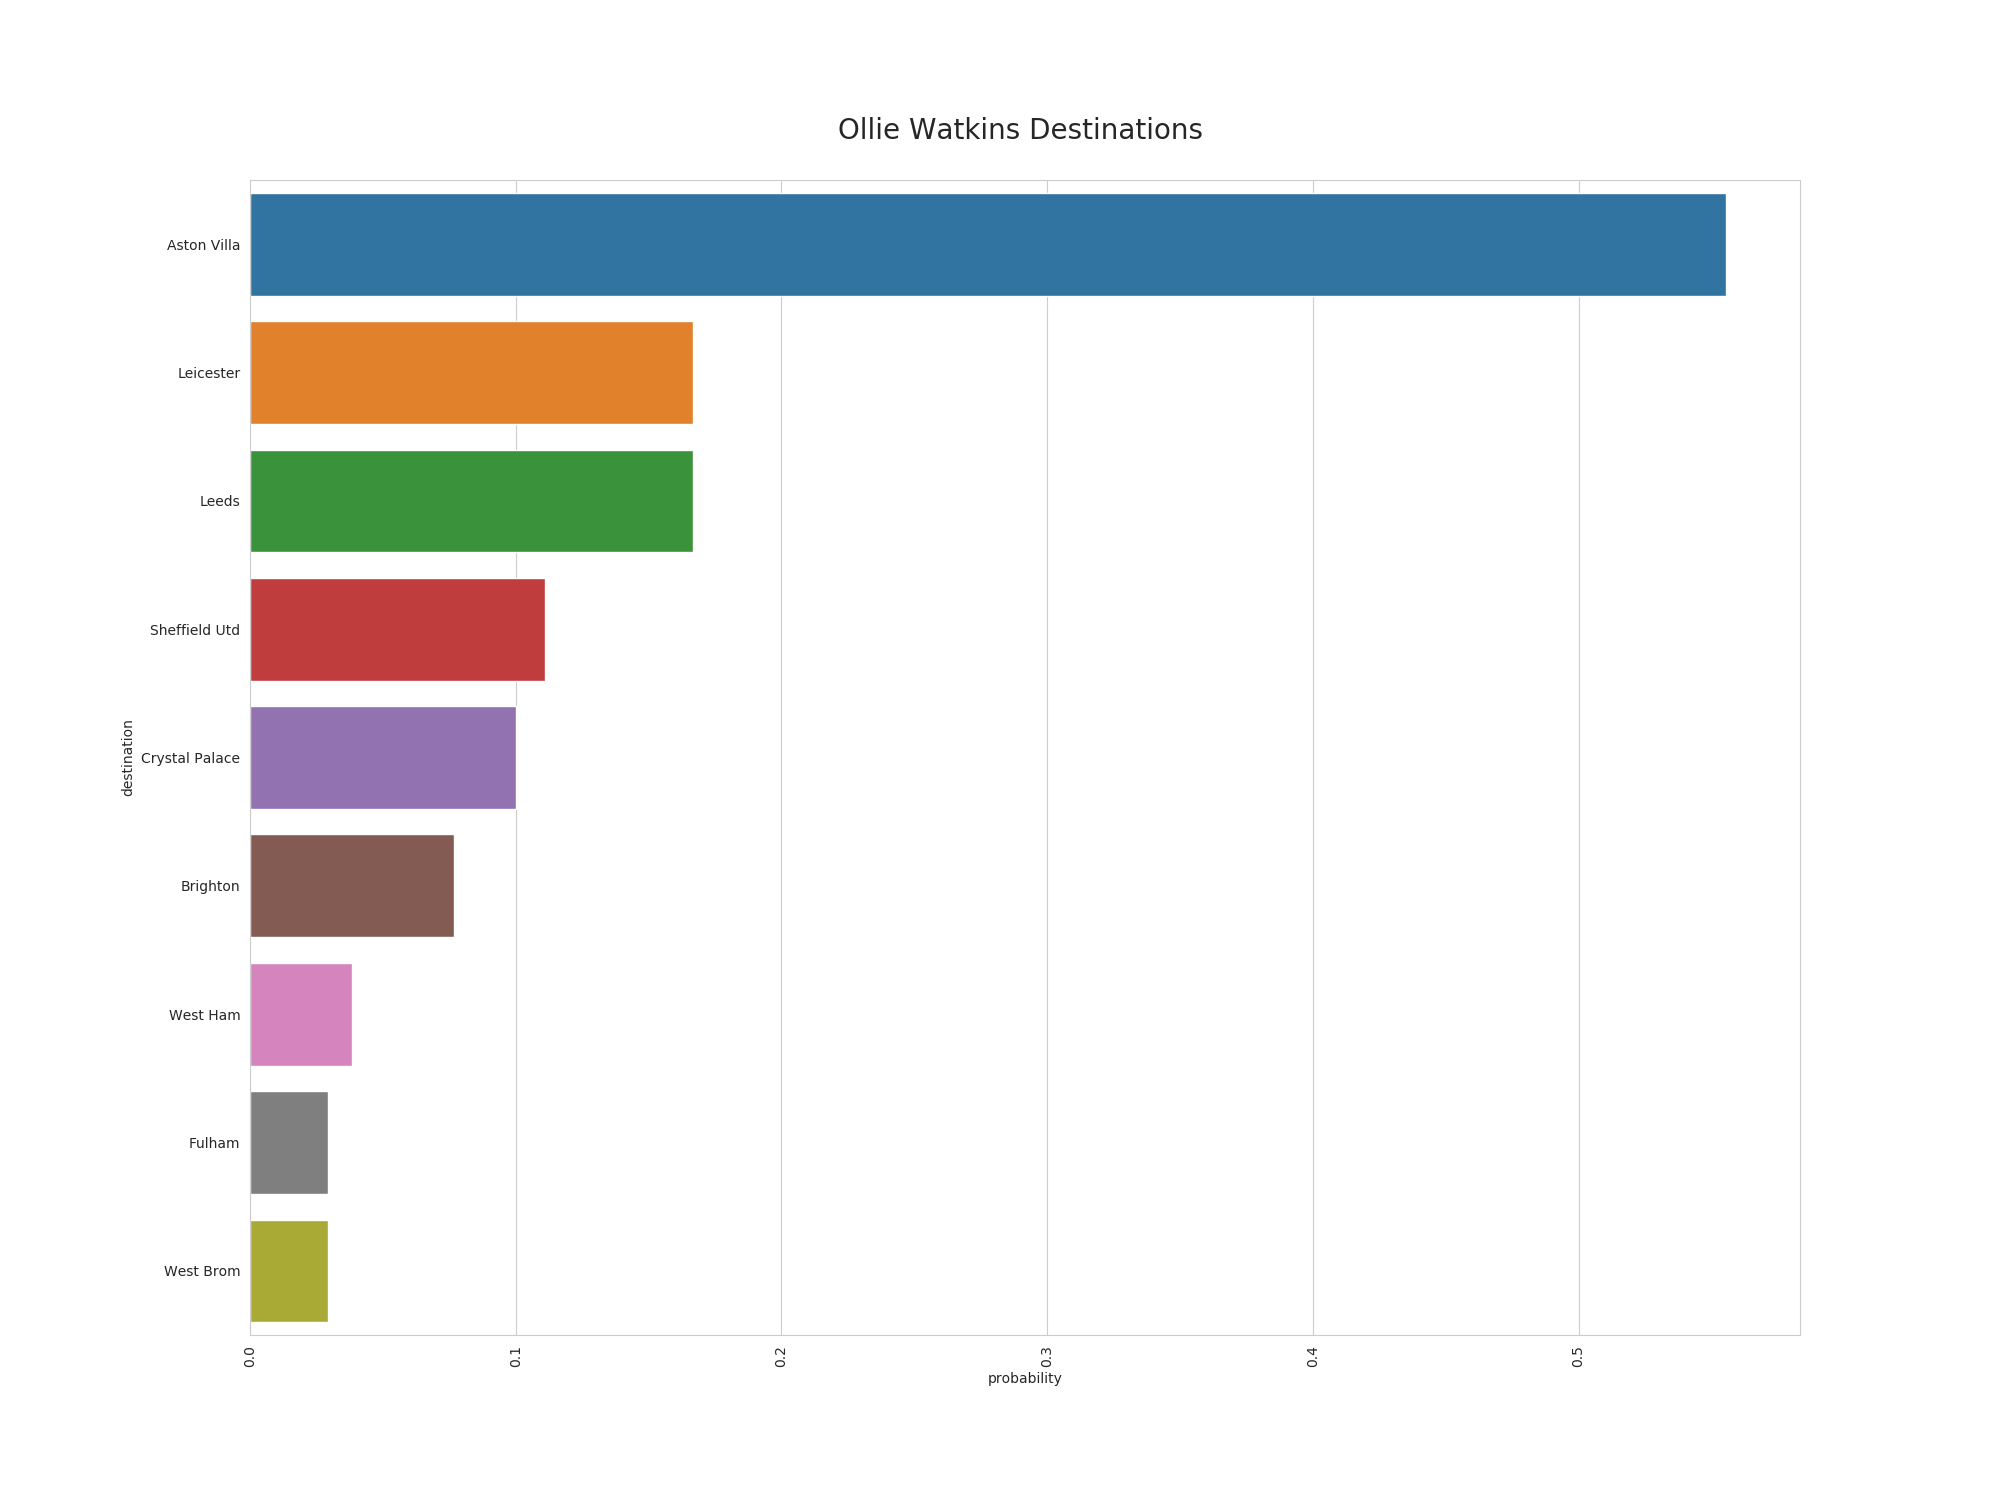 Ollie Watkins Destinations
Aston Villa
Leicester
Leeds
Sheffield Utd
Crystal Palace
Brighton
West Ham
Fulham
West Brom
destination
0.0 0.1 0.2 0.3 0.4 0.5
probability